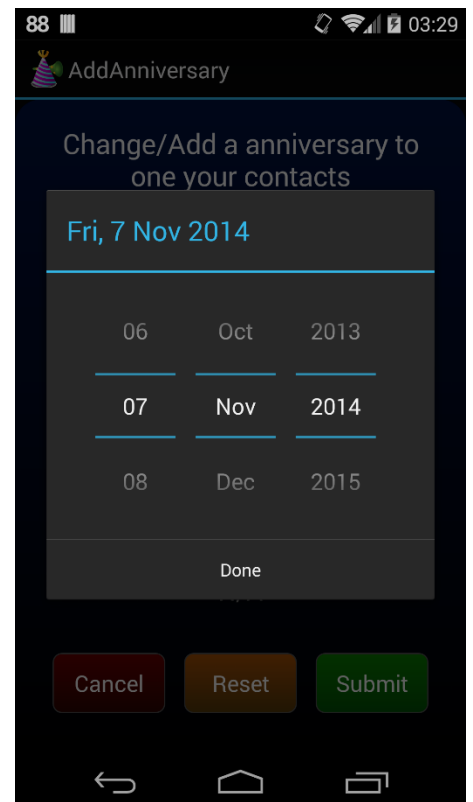 88 03:29
AddAnniversary
Change/Add a anniversary to
one your contacts
Fri, 7 Nov 2014
06 Oct 2013
07 Nov 2014
08 Dec 2015
Done
Cancel Reset Submit